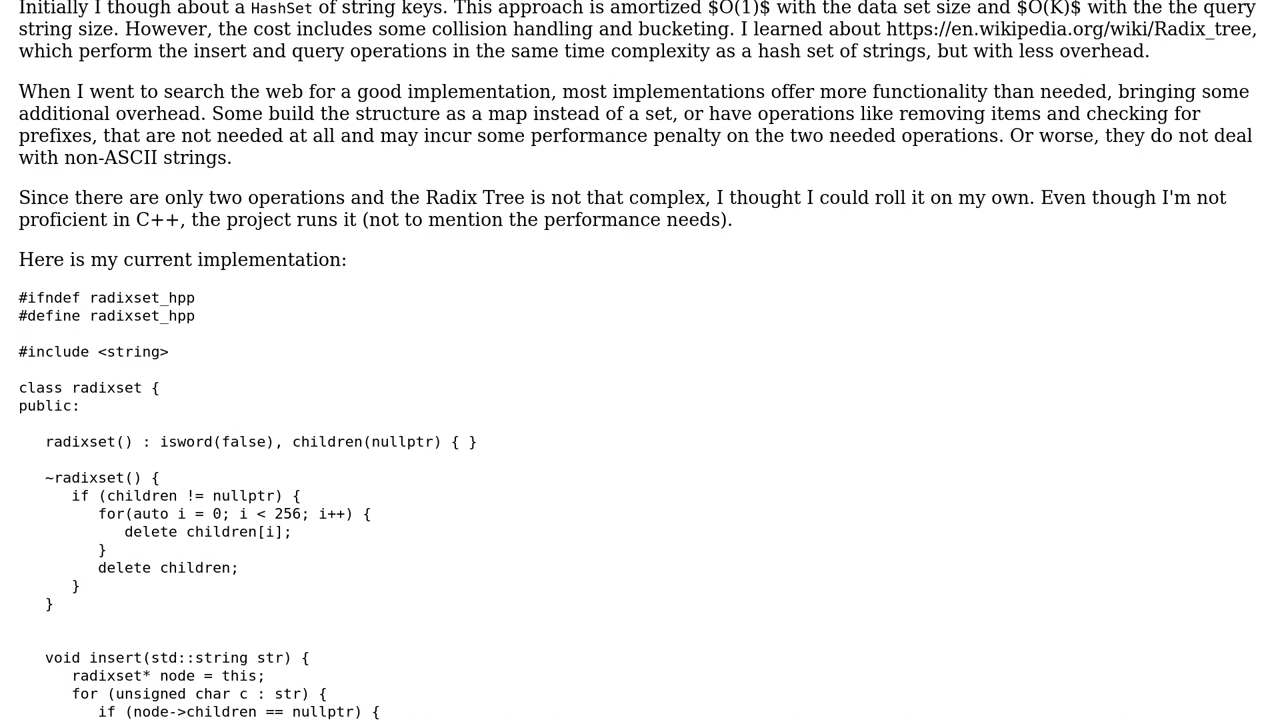 Initially I though about a HashSet of string keys. This approach is amortized $O(1)$ with the data set size and $O(K)$ with the the query
string size. However, the cost includes some collision handling and bucketing. I learned about https://en.wikipedia.org/wiki/Radix_tree,
which perform the insert and query operations in the same time complexity as a hash set of strings, but with less overhead.
When I went to search the web for a good implementation, most implementations offer more functionality than needed, bringing some
additional overhead. Some build the structure as a map instead of a set, or have operations like removing items and checking for
prefixes, that are not needed at all and may incur some performance penalty on the two needed operations. Or worse, they do not deal
with non-ASCII strings.
Since there are only two operations and the Radix Tree is not that complex, I thought I could roll it on my own. Even though I'm not
proficient in C++, the project runs it (not to mention the performance needs).
Here is my current implementation:
#ifndef radixset_hpp
#define radixset_hpp
#include <string>
class radixset {
public:
radixset() : isword(false), children(nullptr) { }
~radixset() {
if (children != nullptr) {
for(auto i = 0; i < 256; i++) {
delete children[i];
}
delete children;
}
}
void insert(std::string str) {
radixset* node = this;
for (unsigned char c : str) {
if (node->children == nullptr) {